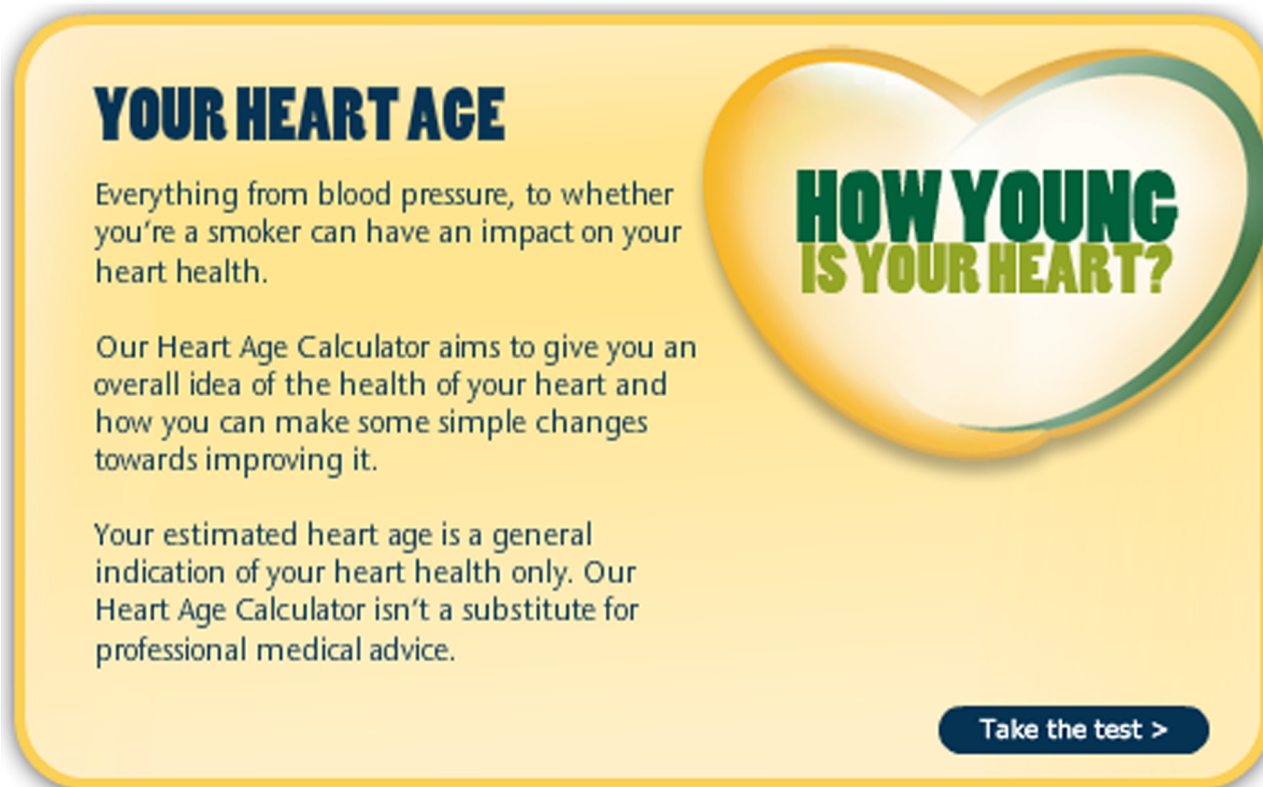 YOUR HEART AGE
Everything from blood pressure, to whether
you're a smoker can have an impact on your
heart health.
Our Heart Age Calculator aims to give you an
overall idea of the health of your heart and
how you can make some simple changes
towards improving it.
Your estimated heart age is a general
indication of your heart health only. Our
Heart Age Calculator isn't a substitute for
professional medical advice.
HOW YOUNG
IS YOUR HEART?
Take the test >